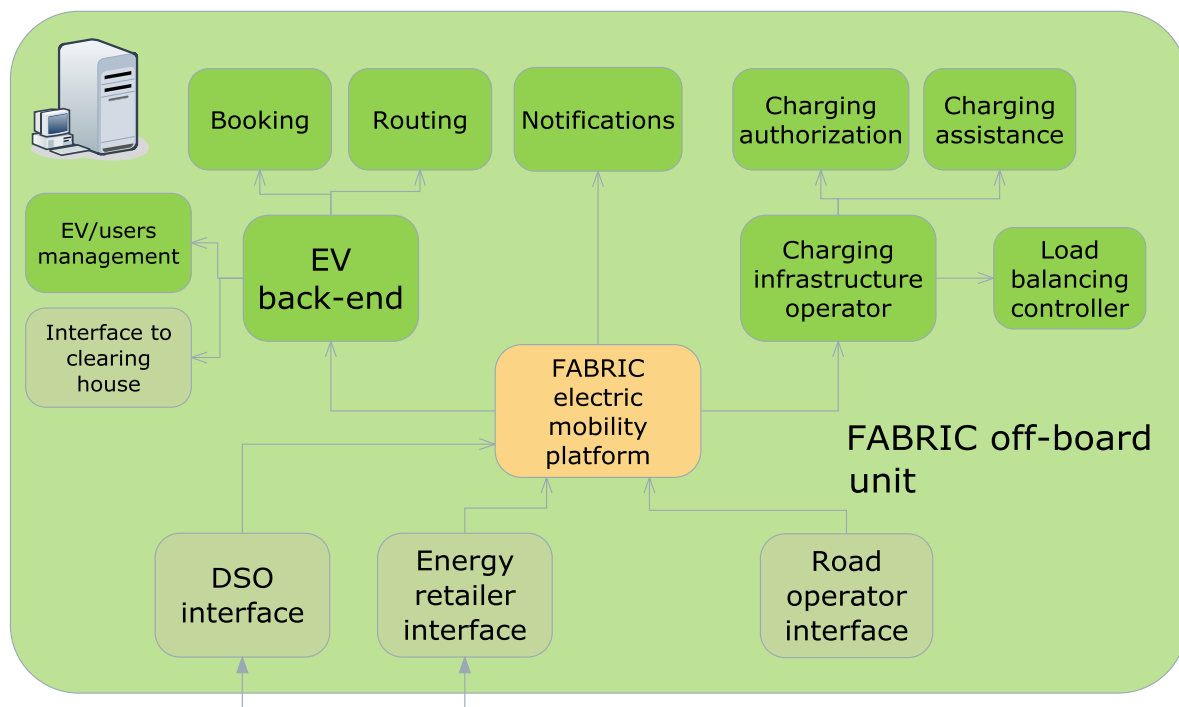 Booking
Routing
Notifications
Charging
authorization
Charging
assistance
EV/users
management
EV
back-end
Charging
infrastructure
operator
Load
balancing
controller
Interface to
clearing
house
FABRIC
electric
mobility
platform
FABRIC off-board
unit
DSO
interface
Energy
retailer
interface
Road
operator
interface